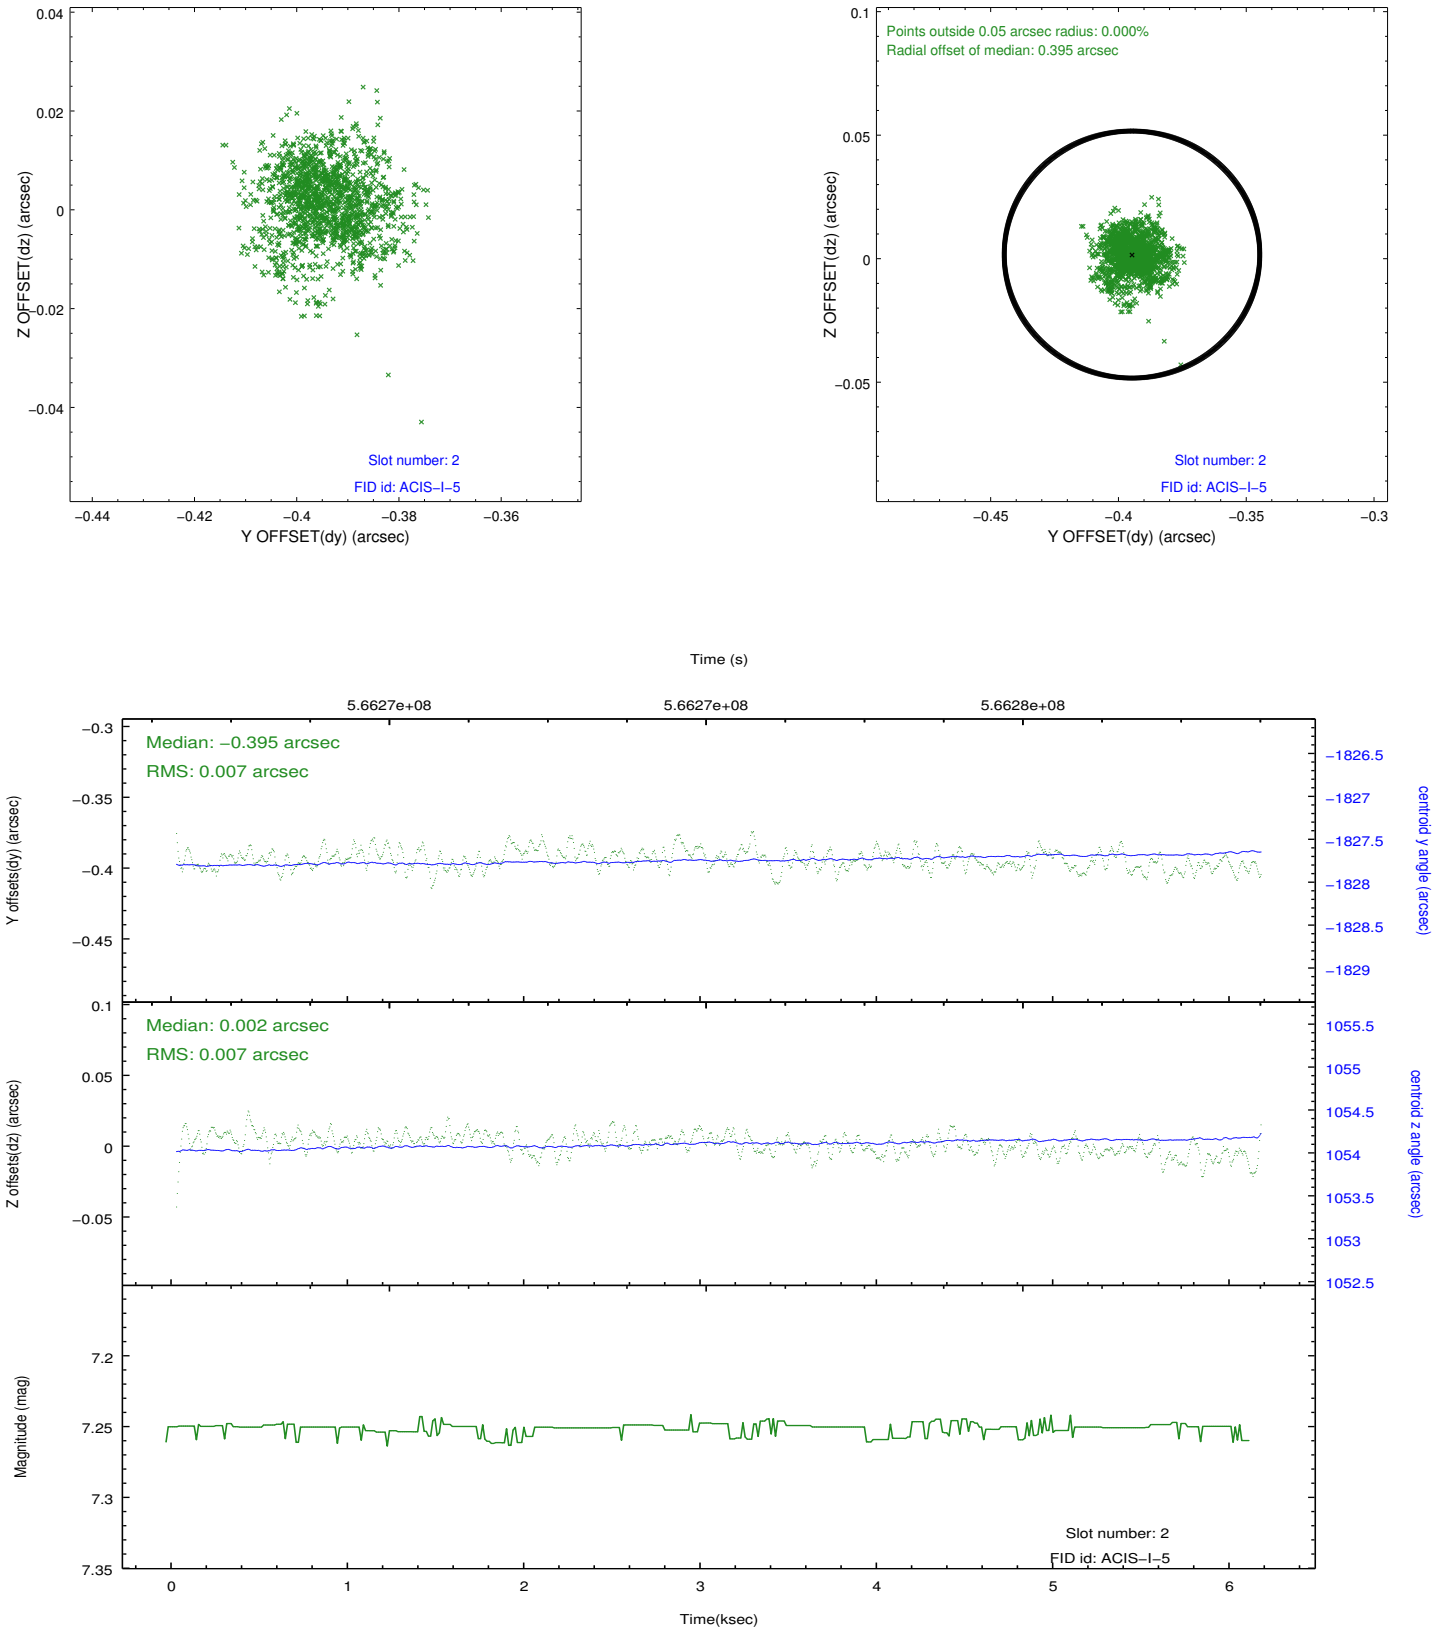 0.04
0.02
0
−0.02
−0.04
Z OFFSET(dz) (arcsec)
Slot number: 2
FID id: ACIS−I−5
−0.44
−0.42
−0.4
−0.38
−0.36
Y OFFSET(dy) (arcsec)
0.1
0.05
0
−0.05
Z OFFSET(dz) (arcsec)
Points outside 0.05 arcsec radius: 0.000%
Radial offset of median: 0.395 arcsec
Slot number: 2
FID id: ACIS−I−5
−0.45
−0.4
−0.35
−0.3
Y OFFSET(dy) (arcsec)
Time (s)
5.6627e+08
5.6627e+08
5.6628e+08
−0.3
−0.35
−0.4
−0.45
Y offsets(dy) (arcsec)
Median: −0.395 arcsec
RMS: 0.007 arcsec
−1826.5
−1827
−1827.5
−1828
−1828.5
−1829
centroid y angle (arcsec)
0.1
0.05
0
−0.05
Z offsets(dz) (arcsec)
Median: 0.002 arcsec
RMS: 0.007 arcsec
1055.5
1055
1054.5
1054
1053.5
1053
1052.5
centroid z angle (arcsec)
7.2
7.25
7.3
7.35
Magnitude (mag)
Slot number: 2
FID id: ACIS−I−5
0
1
2
3
4
5
6
Time(ksec)